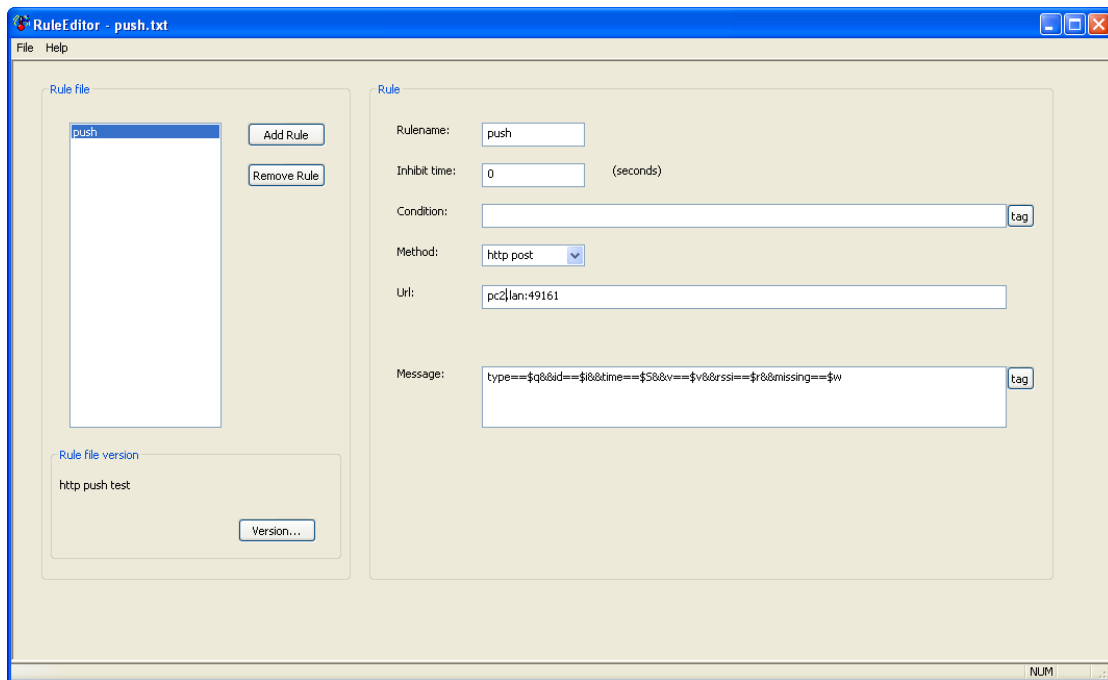 RuleEditor - push.txt
File Help
Rule file
push
Add Rule
Remove Rule
Rule file version
http push test
Version...
Rule
Rulename: push
Inhibit time: 0 (seconds)
Condition: tag
Method: http post
Url: pc2.lan:49161
Message: type==$q&&id==$i&&time==$S&&v==$v&&rssi==$r&&missing==$w tag
NUM